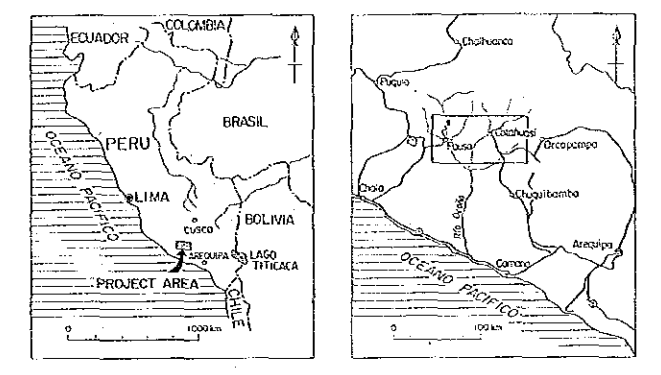 COLOMBIA
ECUADOR
BRASIL
PERU
OCEANO PACIFICO
LIMA
CUSCO
BOLIVIA
AREQUIPA
LAGO
TITICACA
PROJECT AREA
CHILE
0 1000 km
Chalhuanca
Puquio
Pausa
Cotahuasi
Orcopampa
Chala
Río Ocoña
Chuquibamba
Arequipa
Camana
OCEANO PACIFICO
0 100 km